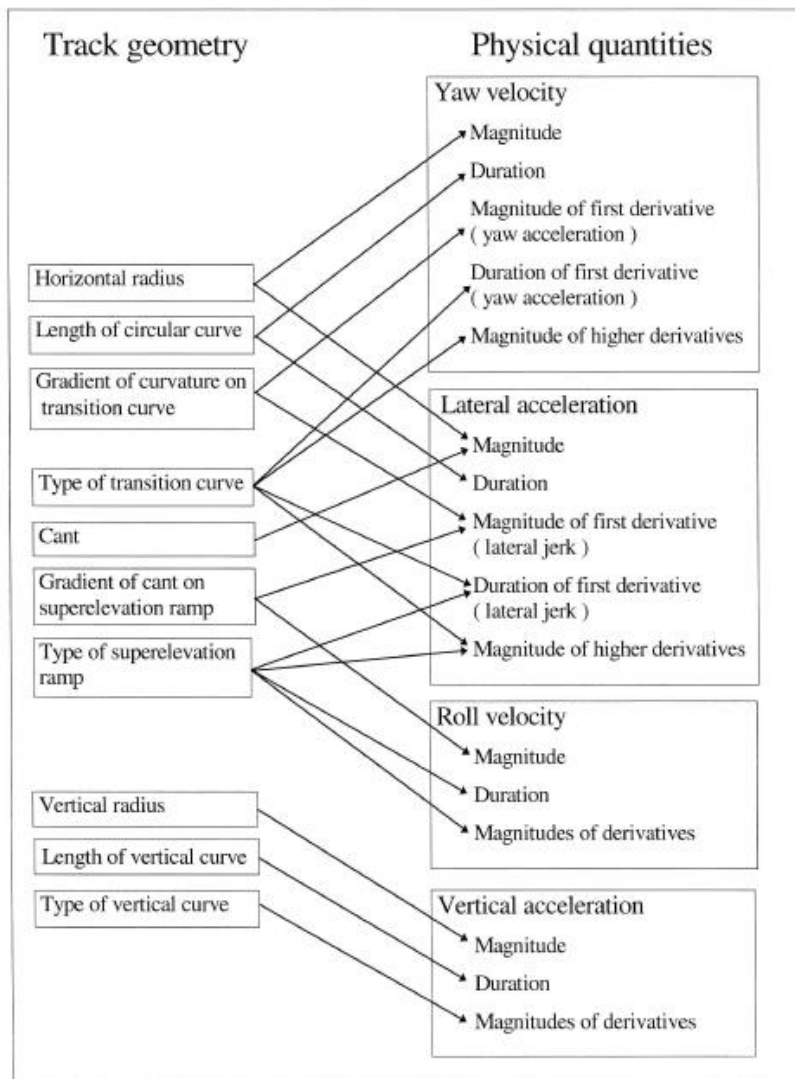 Track geometry
Physical quantities
Horizontal radius
Length of circular curve
Gradient of curvature on
transition curve
Type of transition curve
Cant
Gradient of cant on
superelevation ramp
Type of superelevation
ramp
Vertical radius
Length of vertical curve
Type of vertical curve
Yaw velocity
Magnitude
Duration
Magnitude of first derivative
( yaw acceleration )
Duration of first derivative
( yaw acceleration )
Magnitude of higher derivatives
Lateral acceleration
Magnitude
Duration
Magnitude of first derivative
( lateral jerk )
Duration of first derivative
( lateral jerk )
Magnitude of higher derivatives
Roll velocity
Magnitude
Duration
Magnitudes of derivatives
Vertical acceleration
Magnitude
Duration
Magnitudes of derivatives